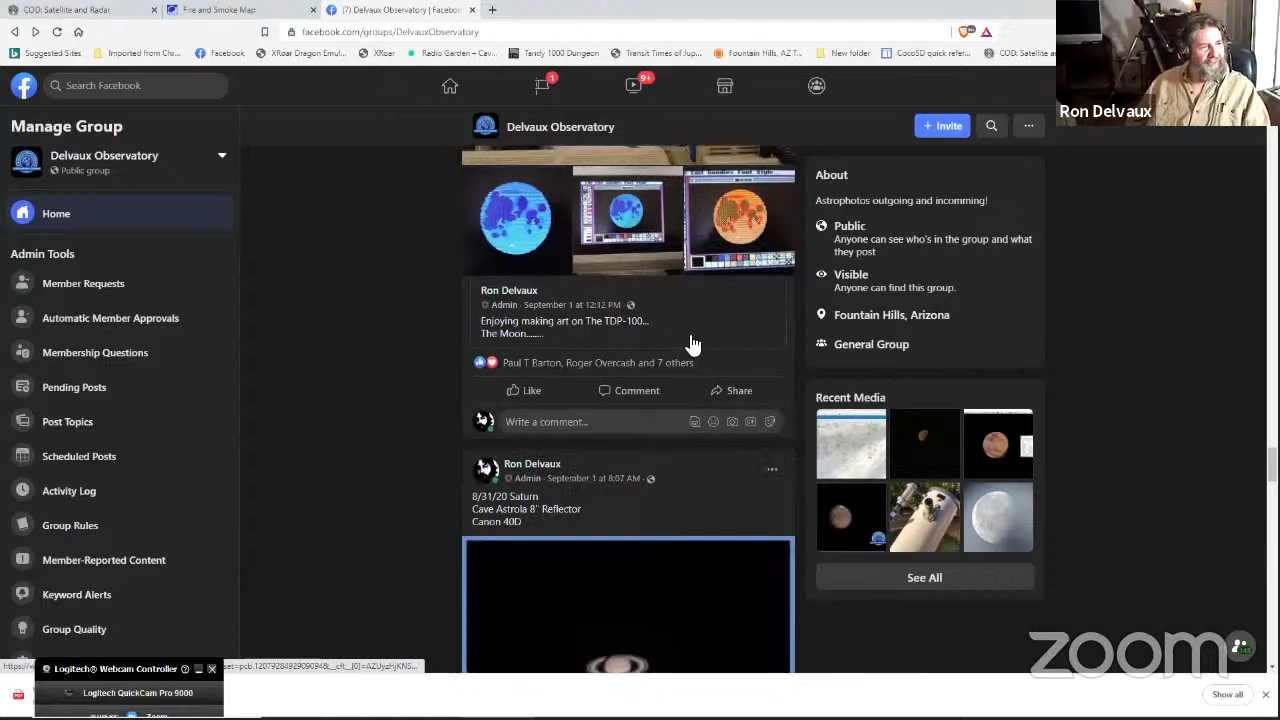 COD: Satellite and Radar
Fire and Smoke Map
(7) Delvaux Observatory | Faceboo
facebook.com/groups/DelvauxObservatory
Suggested Sites
Imported from Chro...
Facebook
XRoar Dragon Emul...
XRoar
Radio Garden – Cav...
Tandy 1000 Dungeon
Transit Times of Jup...
Fountain Hills, AZ T...
New folder
CocoSD quick refere...
COD: Satellite an
Ron Delvaux
Search Facebook
1
9+
Manage Group
Delvaux Observatory
Public group
Home
Admin Tools
Member Requests
Automatic Member Approvals
Membership Questions
Pending Posts
Post Topics
Scheduled Posts
Activity Log
Group Rules
Member-Reported Content
Keyword Alerts
Group Quality
Delvaux Observatory
+ Invite
Edit Goodies Font Style
Ron Delvaux
Admin · September 1 at 12:12 PM ·
Enjoying making art on The TDP-100...
The Moon.......
Paul T Barton, Roger Overcash and 7 others
Like
Comment
Share
Write a comment...
Ron Delvaux
Admin · September 1 at 8:07 AM ·
8/31/20 Saturn
Cave Astrola 8" Reflector
Canon 40D
About
Astrophotos outgoing and incomming!
Public
Anyone can see who's in the group and what
they post
Visible
Anyone can find this group.
Fountain Hills, Arizona
General Group
Recent Media
See All
Logitech® Webcam Controller
Logitech QuickCam Pro 9000
Zoom
zoom
Show all